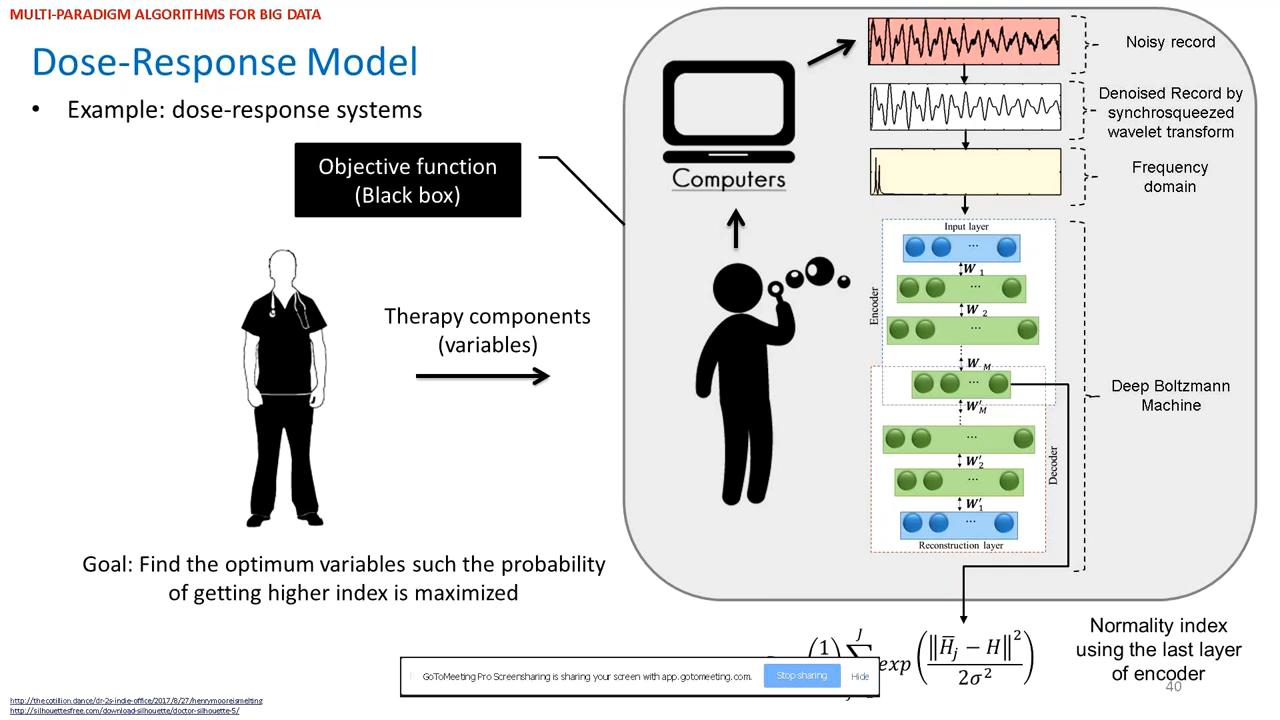 MULTI-PARADIGM ALGORITHMS FOR BIG DATA
Dose-Response Model
• Example: dose-response systems
Objective function
(Black box)
Therapy components
(variables)
Goal: Find the optimum variables such the probability
of getting higher index is maximized
Computers
Noisy record
Denoised Record by
synchrosqueezed
wavelet transform
Frequency
domain
Input layer
...
W 1
...
W 2
...
W M
...
W'M
...
W'2
...
W'1
...
Reconstruction layer
Encoder
Decoder
Deep Boltzmann
Machine
(1 J exp(‖H̄j − H‖² / 2σ²)
Normality index
using the last layer
of encoder
40
GoToMeeting Pro Screensharing is sharing your screen with app.gotomeeting.com.
Stop sharing
Hide
http://thecotillion.dance/dr-2s-indie-office/2017/8/27/henrymooreismelting
http://silhouettesfree.com/download-silhouette/doctor-silhouette-5/